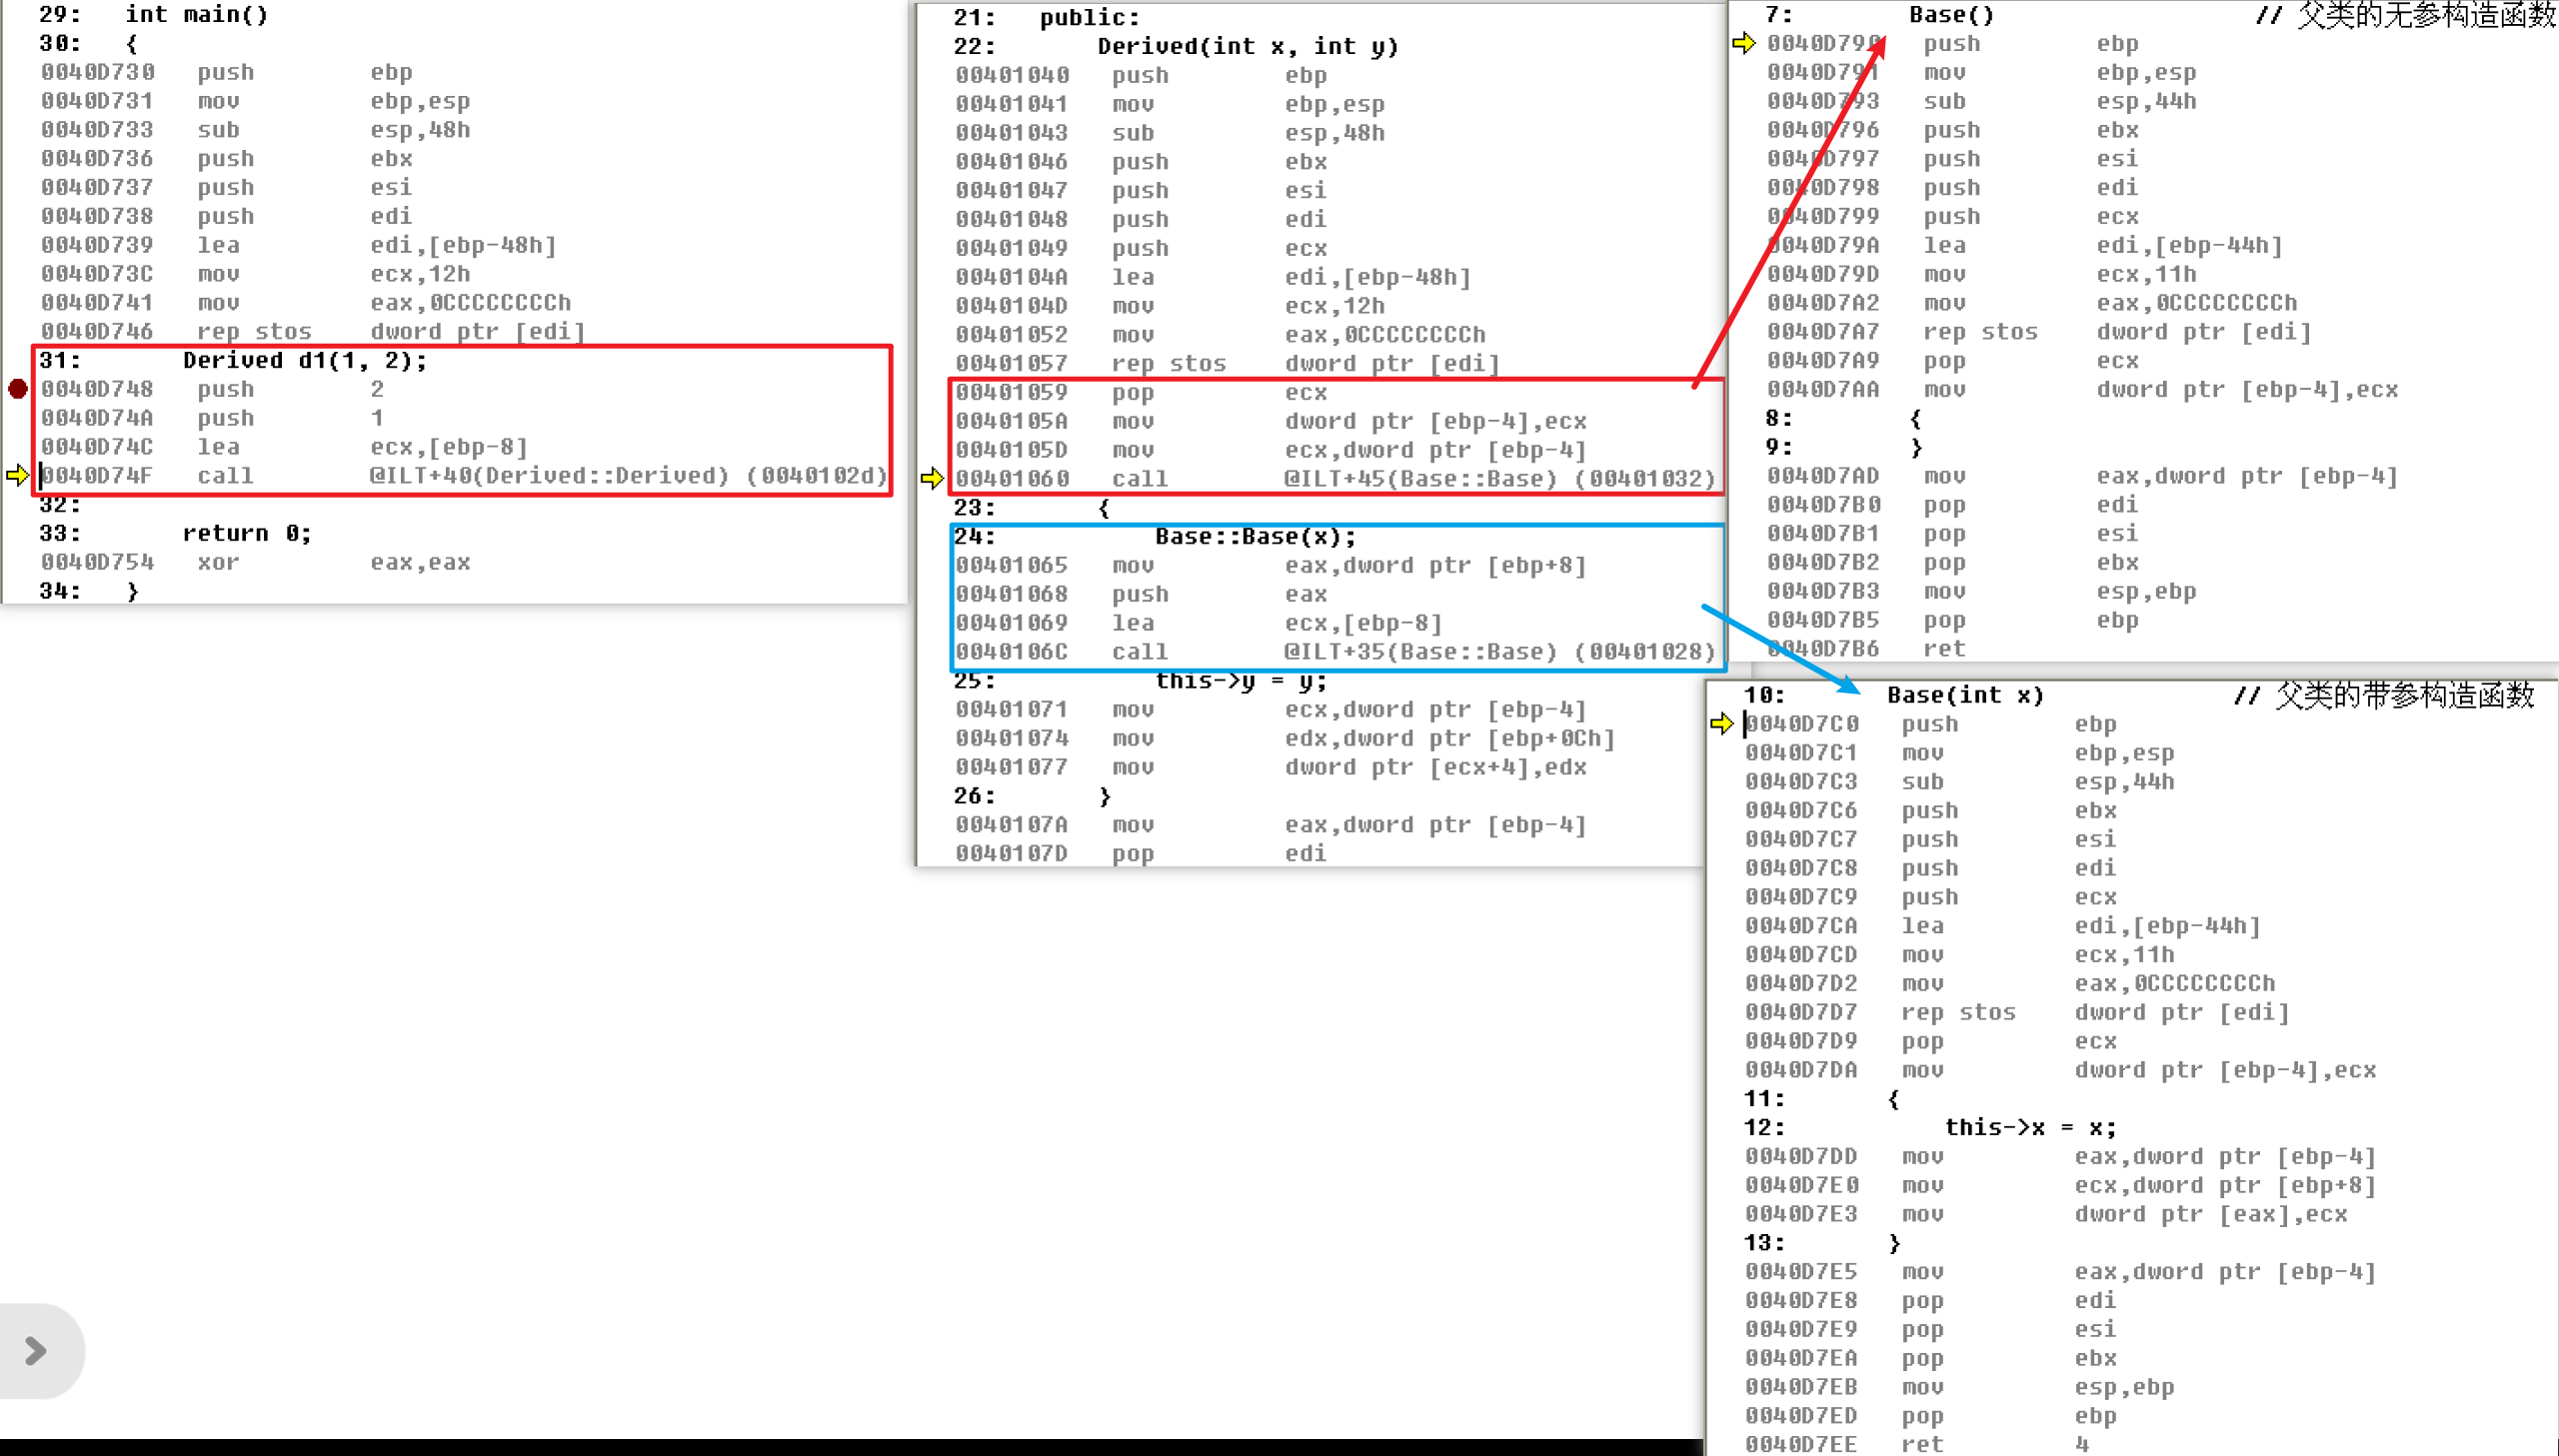 29: int main()
30: {
0040D730 push ebp
0040D731 mov ebp,esp
0040D733 sub esp,48h
0040D736 push ebx
0040D737 push esi
0040D738 push edi
0040D739 lea edi,[ebp-48h]
0040D73C mov ecx,12h
0040D741 mov eax,0CCCCCCCCh
0040D746 rep stos dword ptr [edi]
31: Derived d1(1, 2);
0040D748 push 2
0040D74A push 1
0040D74C lea ecx,[ebp-8]
0040D74F call @ILT+40(Derived::Derived) (0040102d)
32:
33: return 0;
0040D754 xor eax,eax
34: }
21: public:
22: Derived(int x, int y)
00401040 push ebp
00401041 mov ebp,esp
00401043 sub esp,48h
00401046 push ebx
00401047 push esi
00401048 push edi
00401049 push ecx
0040104A lea edi,[ebp-48h]
0040104D mov ecx,12h
00401052 mov eax,0CCCCCCCCh
00401057 rep stos dword ptr [edi]
00401059 pop ecx
0040105A mov dword ptr [ebp-4],ecx
0040105D mov ecx,dword ptr [ebp-4]
00401060 call @ILT+45(Base::Base) (00401032)
23: {
24: Base::Base(x);
00401065 mov eax,dword ptr [ebp+8]
00401068 push eax
00401069 lea ecx,[ebp-8]
0040106C call @ILT+35(Base::Base) (00401028)
25: this->y = y;
00401071 mov ecx,dword ptr [ebp-4]
00401074 mov edx,dword ptr [ebp+0Ch]
00401077 mov dword ptr [ecx+4],edx
26: }
0040107A mov eax,dword ptr [ebp-4]
0040107D pop edi
7: Base() // 父类的无参构造函数
0040D790 push ebp
0040D791 mov ebp,esp
0040D793 sub esp,44h
0040D796 push ebx
0040D797 push esi
0040D798 push edi
0040D799 push ecx
0040D79A lea edi,[ebp-44h]
0040D79D mov ecx,11h
0040D7A2 mov eax,0CCCCCCCCh
0040D7A7 rep stos dword ptr [edi]
0040D7A9 pop ecx
0040D7AA mov dword ptr [ebp-4],ecx
8: {
9: }
0040D7AD mov eax,dword ptr [ebp-4]
0040D7B0 pop edi
0040D7B1 pop esi
0040D7B2 pop ebx
0040D7B3 mov esp,ebp
0040D7B5 pop ebp
0040D7B6 ret
10: Base(int x) // 父类的带参构造函数
0040D7C0 push ebp
0040D7C1 mov ebp,esp
0040D7C3 sub esp,44h
0040D7C6 push ebx
0040D7C7 push esi
0040D7C8 push edi
0040D7C9 push ecx
0040D7CA lea edi,[ebp-44h]
0040D7CD mov ecx,11h
0040D7D2 mov eax,0CCCCCCCCh
0040D7D7 rep stos dword ptr [edi]
0040D7D9 pop ecx
0040D7DA mov dword ptr [ebp-4],ecx
11: {
12: this->x = x;
0040D7DD mov eax,dword ptr [ebp-4]
0040D7E0 mov ecx,dword ptr [ebp+8]
0040D7E3 mov dword ptr [eax],ecx
13: }
0040D7E5 mov eax,dword ptr [ebp-4]
0040D7E8 pop edi
0040D7E9 pop esi
0040D7EA pop ebx
0040D7EB mov esp,ebp
0040D7ED pop ebp
0040D7EE ret 4